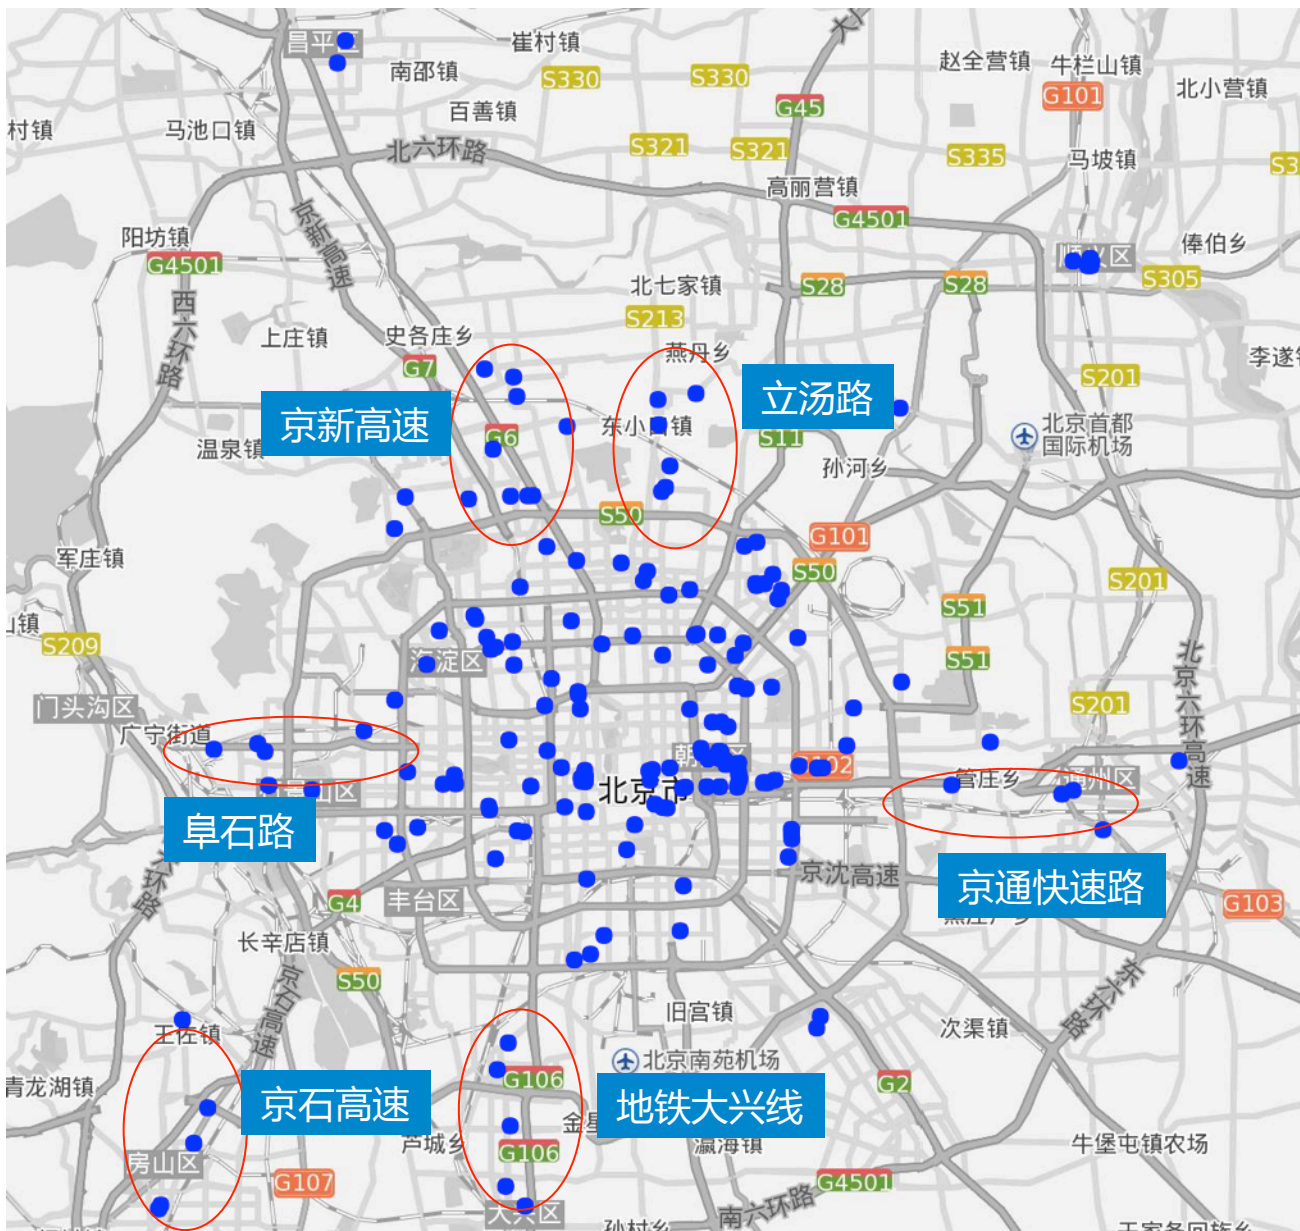 昌平区
崔村镇
南邵镇
S330
S330
赵全营镇
牛栏山镇
G101
北小营镇
百善镇
G45
村镇
马池口镇
北六环路
S321
S321
S335
马坡镇
高丽营镇
G4501
京新高速
阳坊镇
G4501
俸伯乡
S305
北七家镇
S28
S28
西六环路
S213
上庄镇
史各庄乡
G7
燕丹乡
S201
京新高速
立汤路
G6
东小口镇
S11
北京首都
国际机场
温泉镇
孙河乡
S50
G101
军庄镇
S50
S201
S51
S209
海淀区
S51
北京六环高速
门头沟区
S201
广宁街道
管庄乡
通州区
北京市
阜石路
京沈高速
京通快速路
丰台区
G4
G103
长辛店镇
S50
京石高速
东六环路
旧宫镇
次渠镇
王佐镇
北京南苑机场
青龙湖镇
G106
G2
京石高速
地铁大兴线
芦城乡
瀛海镇
牛堡屯镇农场
房山区
G106
G107
G4501
南六环路
大兴区
孙村乡